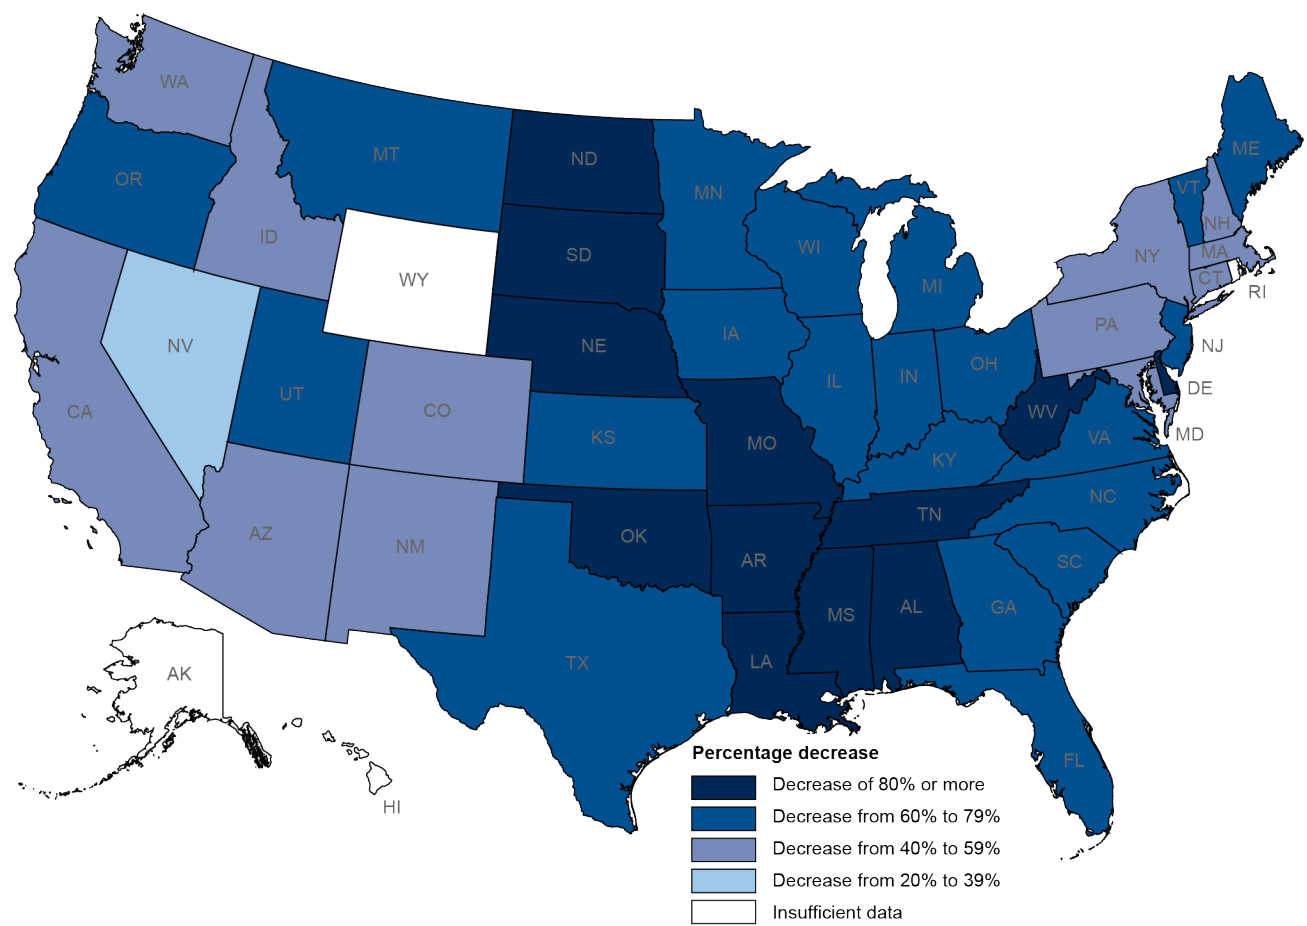 WA
MT
ND
MN
ME
OR
VT
NH
ID
SD
WI
NY
MA
CT
WY
MI
RI
NV
NE
IA
PA
NJ
UT
CO
IL
IN
OH
DE
CA
KS
MO
WV
MD
KY
VA
AZ
NM
OK
AR
TN
NC
SC
MS
AL
GA
TX
LA
AK
FL
HI
Percentage decrease
Decrease of 80% or more
Decrease from 60% to 79%
Decrease from 40% to 59%
Decrease from 20% to 39%
Insufficient data